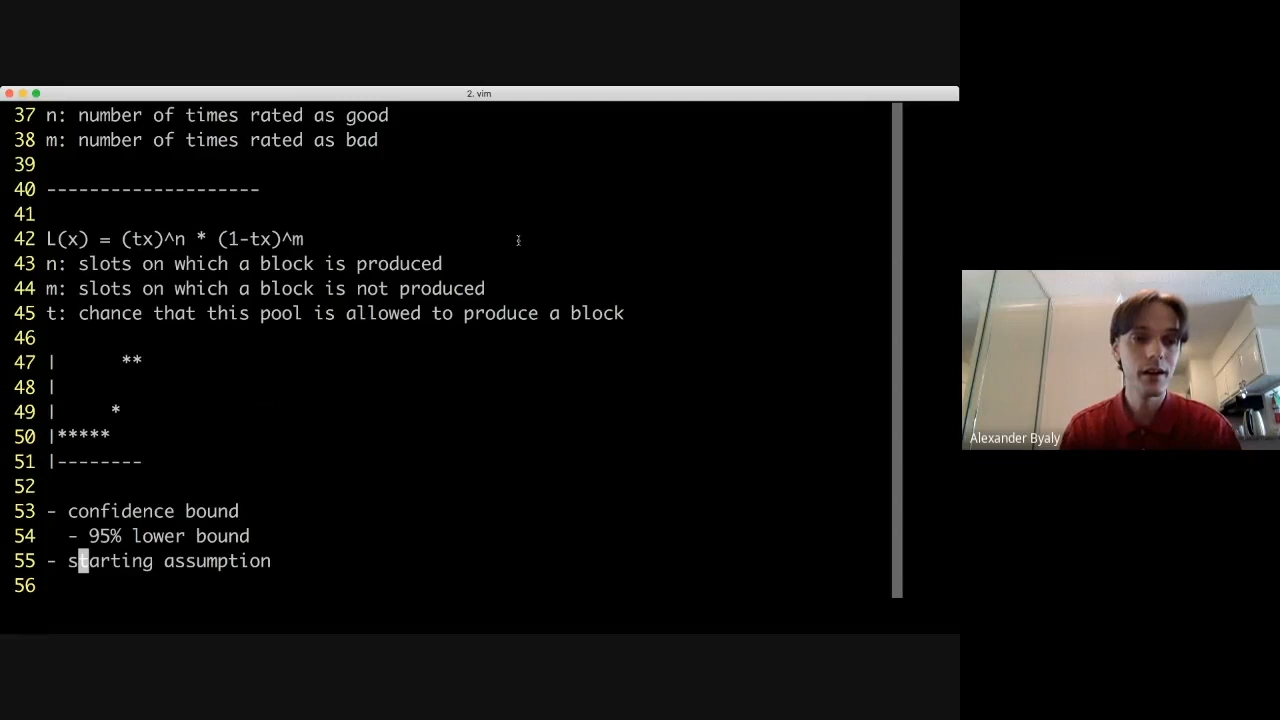 2. vim
37 n: number of times rated as good
38 m: number of times rated as bad
39
40 --------------------
41
42 L(x) = (tx)^n * (1-tx)^m
43 n: slots on which a block is produced
44 m: slots on which a block is not produced
45 t: chance that this pool is allowed to produce a block
46
47 |      **
48 |
49 |     *
50 |*****
51 |--------
52
53 - confidence bound
54   - 95% lower bound
55 - starting assumption
56
Alexander Byaly